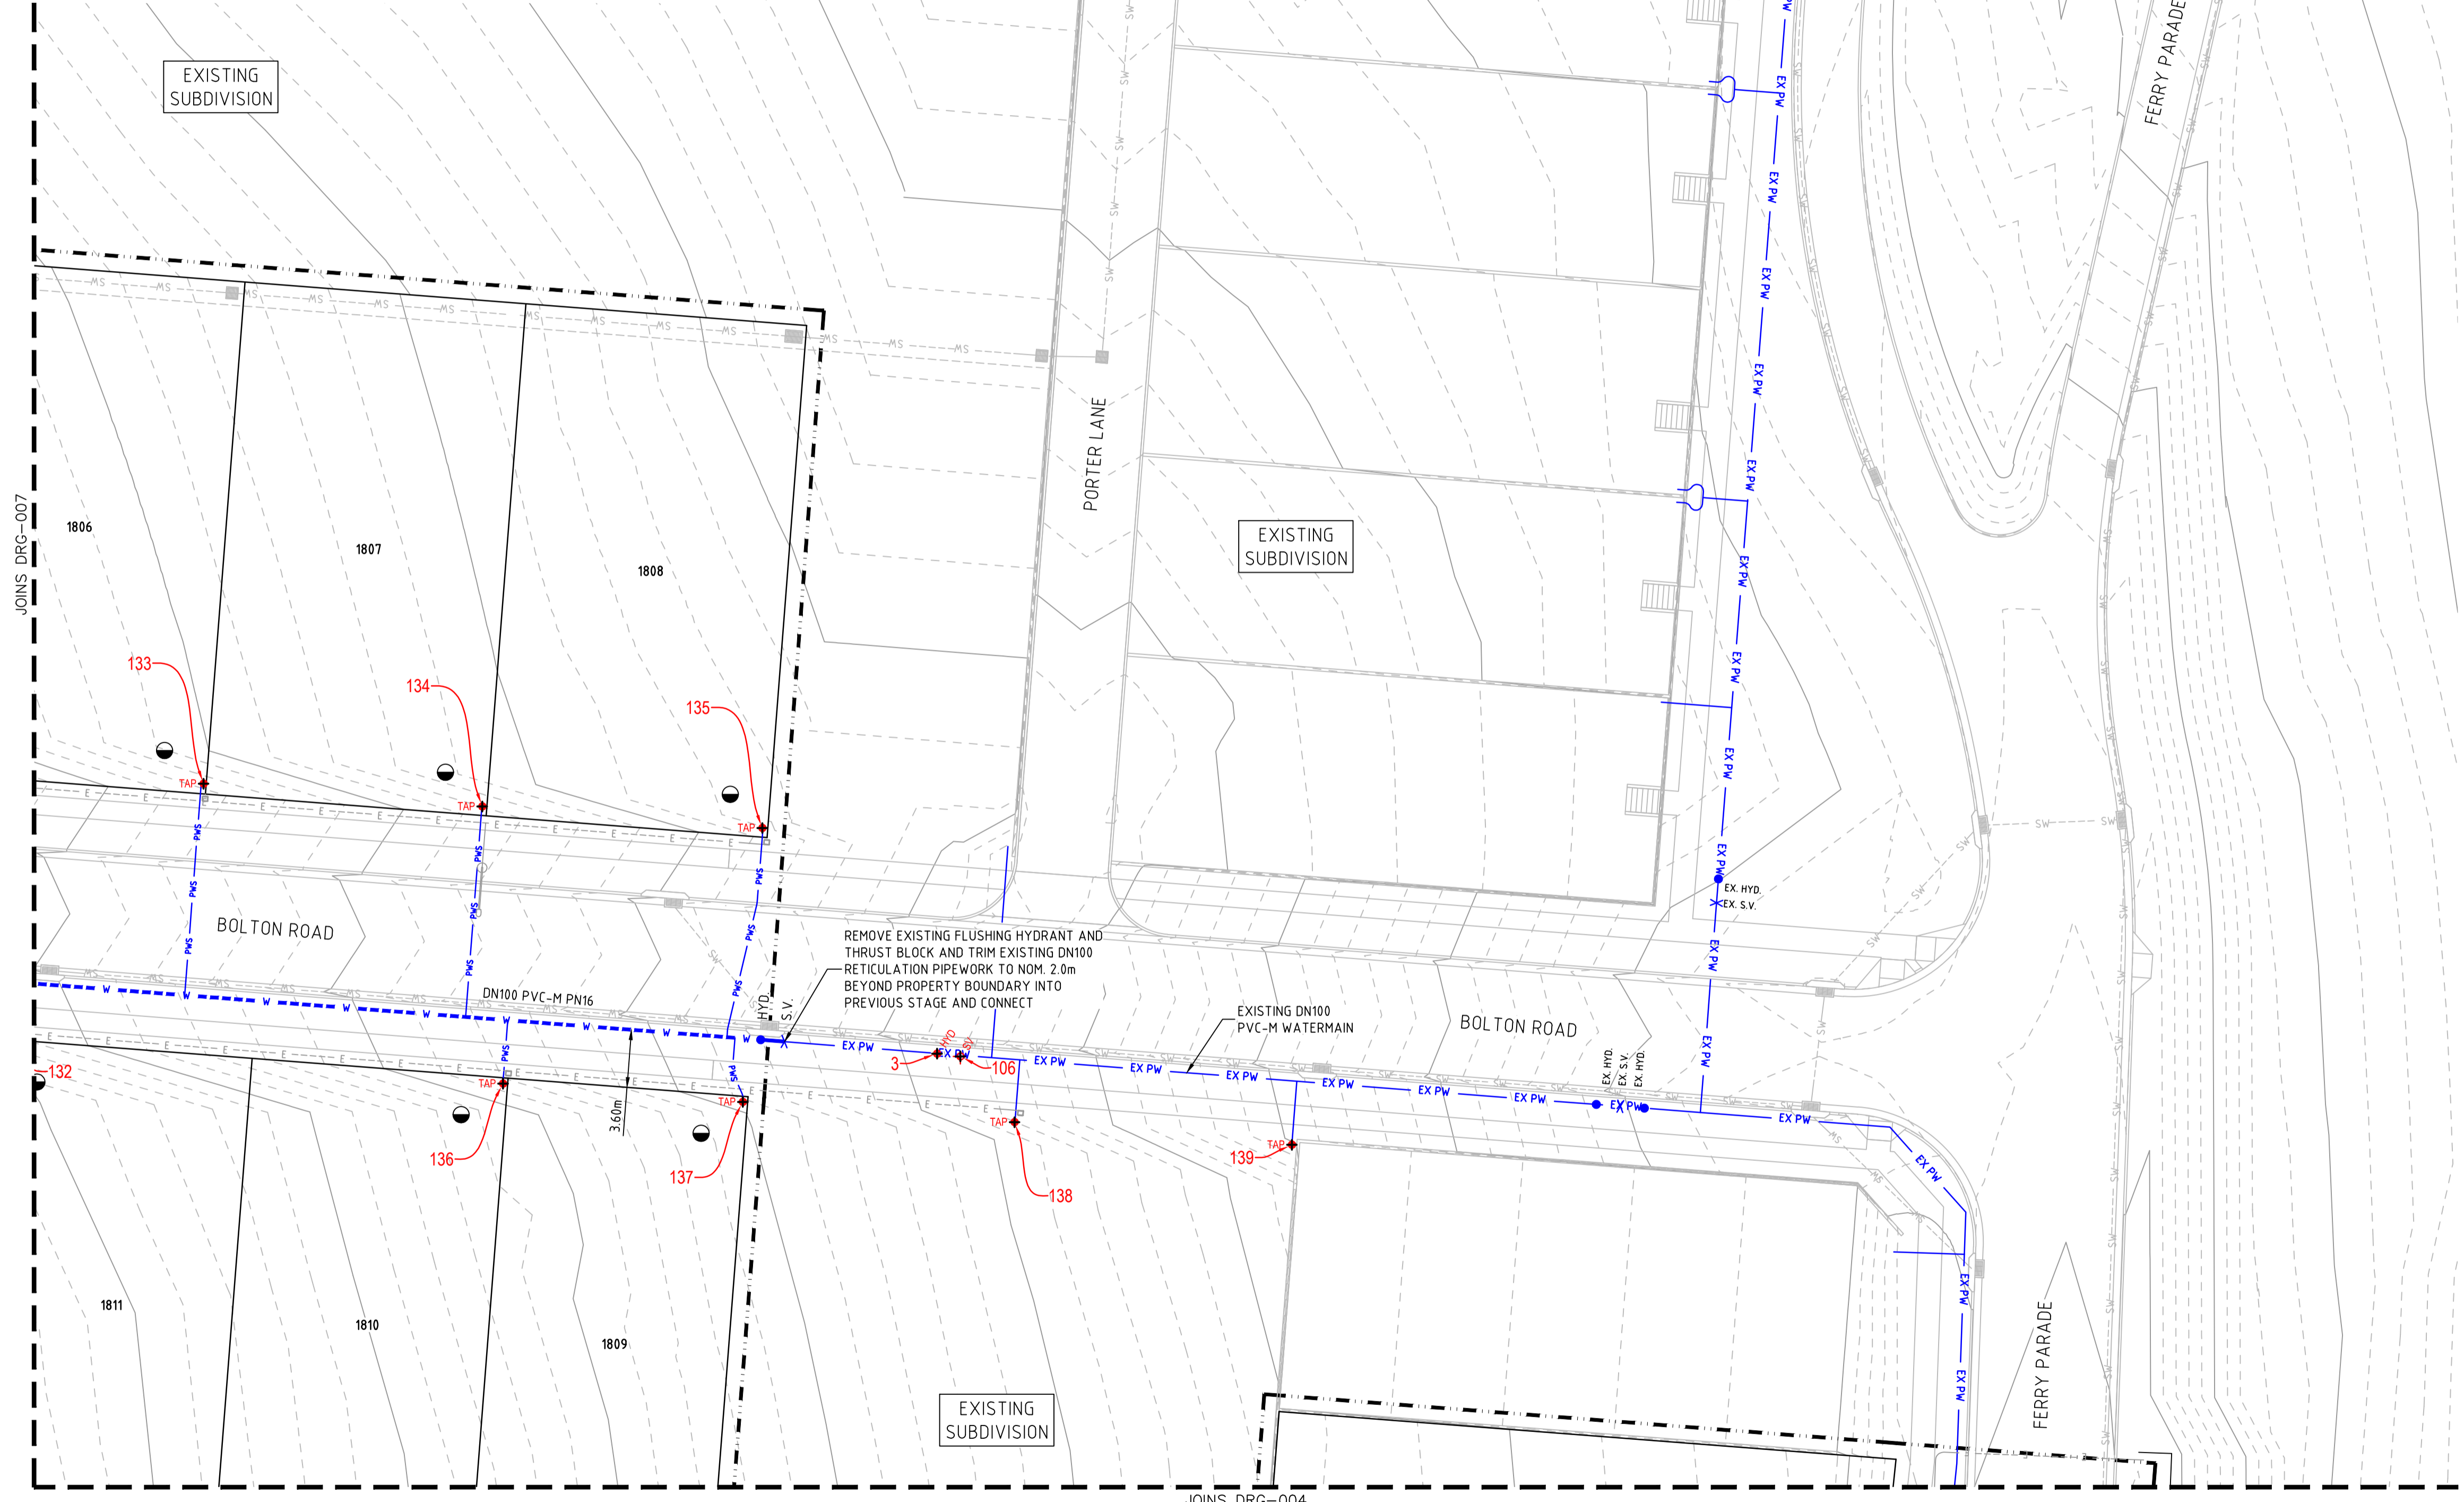 EXISTING
SUBDIVISION
FERRY PARADE
SW
EX PW
JOINS DRG-007
MS
PORTER LANE
EXISTING
SUBDIVISION
1806
1807
1808
133
134
135
TAP
TAP
TAP
E
PWS
BOLTON ROAD
EX. HYD.
EX. S.V.
REMOVE EXISTING FLUSHING HYDRANT AND
THRUST BLOCK AND TRIM EXISTING DN100
RETICULATION PIPEWORK TO NOM. 2.0m
BEYOND PROPERTY BOUNDARY INTO
PREVIOUS STAGE AND CONNECT
DN100 PVC-M PN16
HYD.
S.V.
W
EXISTING DN100
PVC-M WATERMAIN
BOLTON ROAD
EX. HYD.
EX. S.V.
EX. HYD.
HYD
SV
3
106
132
TAP
TAP
TAP
TAP
3.60m
136
137
138
139
1811
1810
1809
EXISTING
SUBDIVISION
FERRY PARADE
JOINS DRG-004